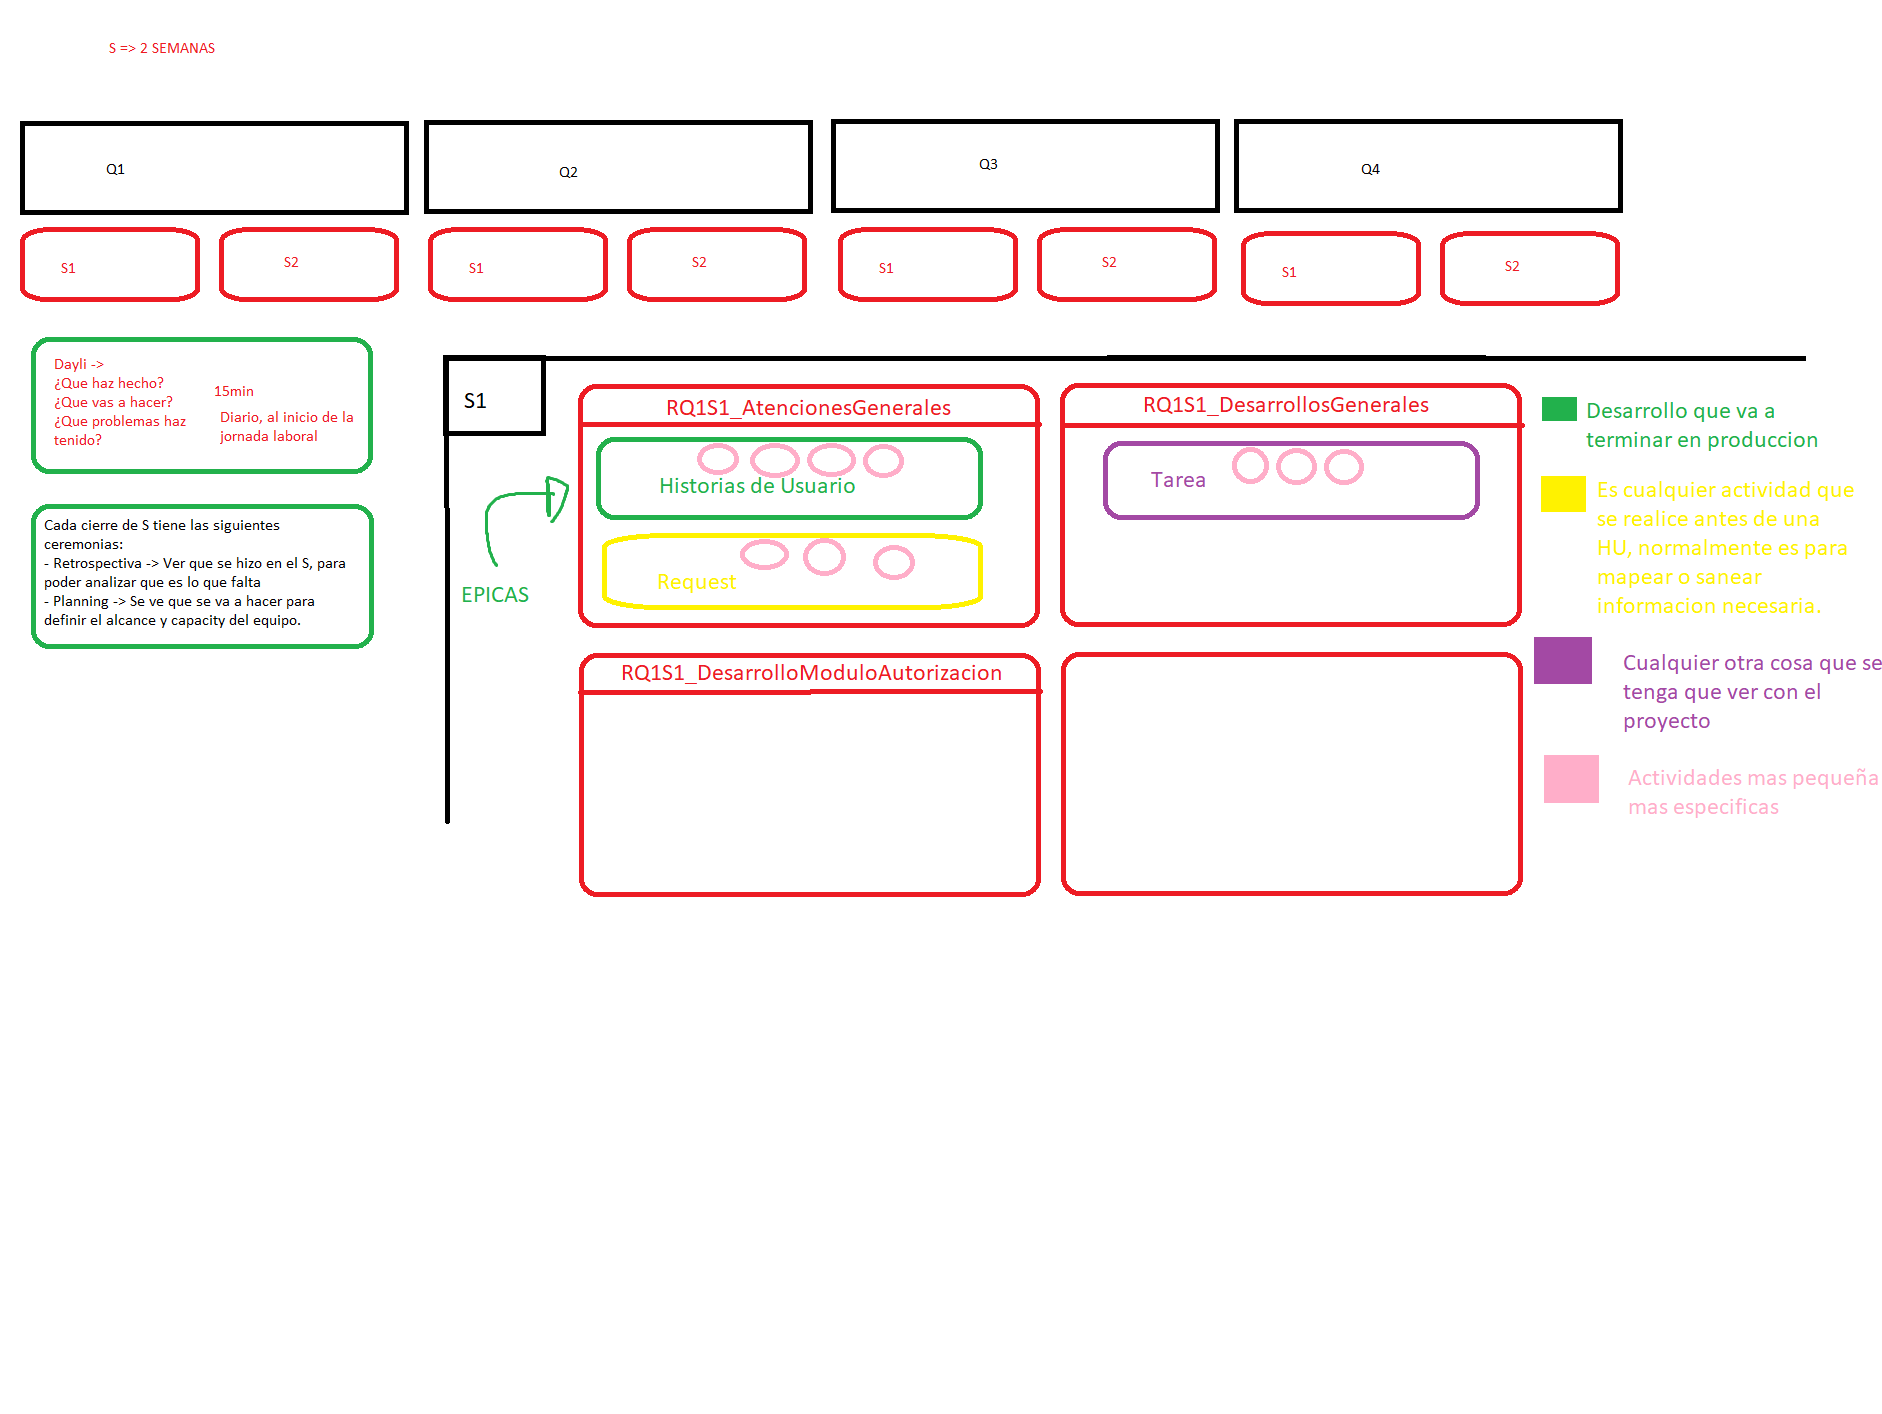 S => 2 SEMANAS
Q1
Q2
Q3
Q4
S1
S2
S1
S2
S1
S2
S1
S2
Dayli ->
¿Que haz hecho?
¿Que vas a hacer?
¿Que problemas haz
tenido?
15min
Diario, al inicio de la
jornada laboral
Cada cierre de S tiene las siguientes
ceremonias:
- Retrospectiva -> Ver que se hizo en el S, para
poder analizar que es lo que falta
- Planning -> Se ve que se va a hacer para
definir el alcance y capacity del equipo.
S1
EPICAS
RQ1S1_AtencionesGenerales
Historias de Usuario
Request
RQ1S1_DesarrollosGenerales
Tarea
RQ1S1_DesarrolloModuloAutorizacion
Desarrollo que va a
terminar en produccion
Es cualquier actividad que
se realice antes de una
HU, normalmente es para
mapear o sanear
informacion necesaria.
Cualquier otra cosa que se
tenga que ver con el
proyecto
Actividades mas pequeña
mas especificas